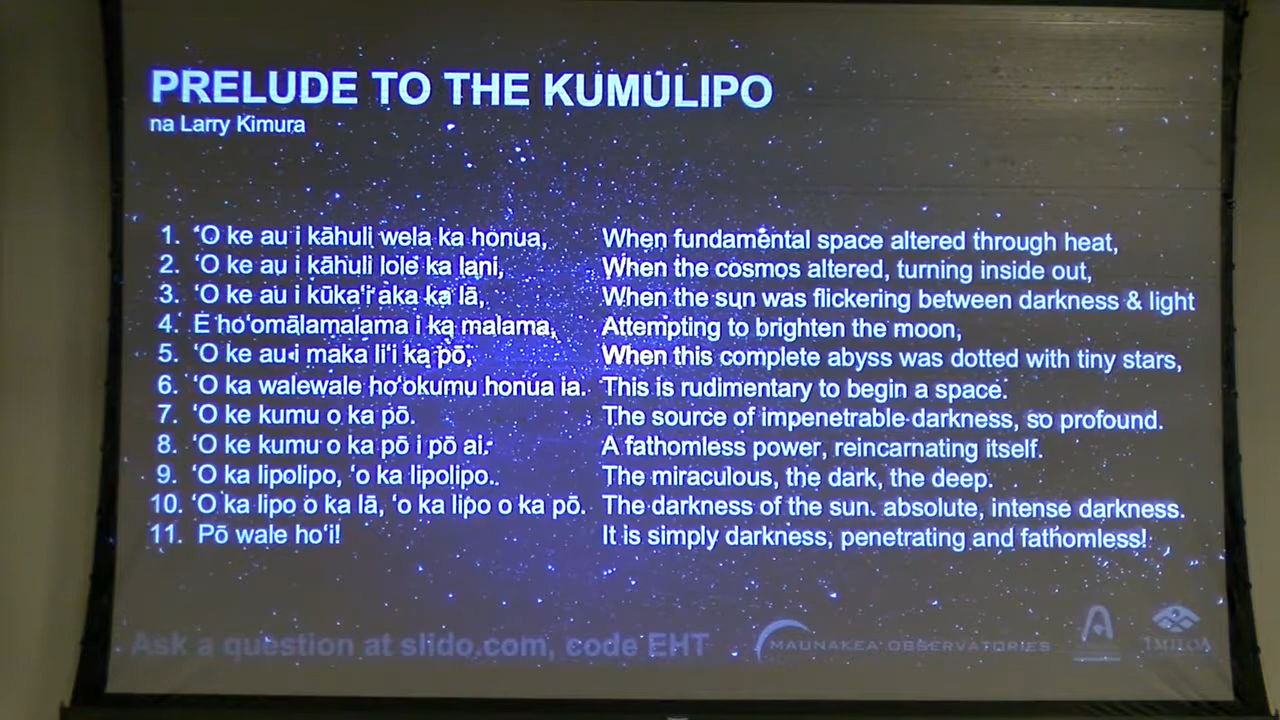 PRELUDE TO THE KUMULIPO
na Larry Kimura
1. ʻO ke au i kāhuli wela ka honua, When fundamental space altered through heat,
2. ʻO ke au i kāhuli lole ka lani, When the cosmos altered, turning inside out,
3. ʻO ke au i kūkaʻiʻaka ka lā, When the sun was flickering between darkness & light
4. E hoʻomālamalama i ka malama, Attempting to brighten the moon,
5. ʻO ke au i maka liʻi ka pō, When this complete abyss was dotted with tiny stars,
6. ʻO ka walewale hoʻokumu honua ia. This is rudimentary to begin a space.
7. ʻO ke kumu o ka pō. The source of impenetrable darkness, so profound.
8. ʻO ke kumu o ka pō i pō ai. A fathomless power, reincarnating itself.
9. ʻO ka lipolipo, ʻo ka lipolipo. The miraculous, the dark, the deep.
10. ʻO ka lipo o ka lā, ʻo ka lipo o ka pō. The darkness of the sun. absolute, intense darkness.
11. Pō wale hoʻi! It is simply darkness, penetrating and fathomless!
Ask a question at slido.com, code EHT MAUNAKEA OBSERVATORIES ʻIMILOA